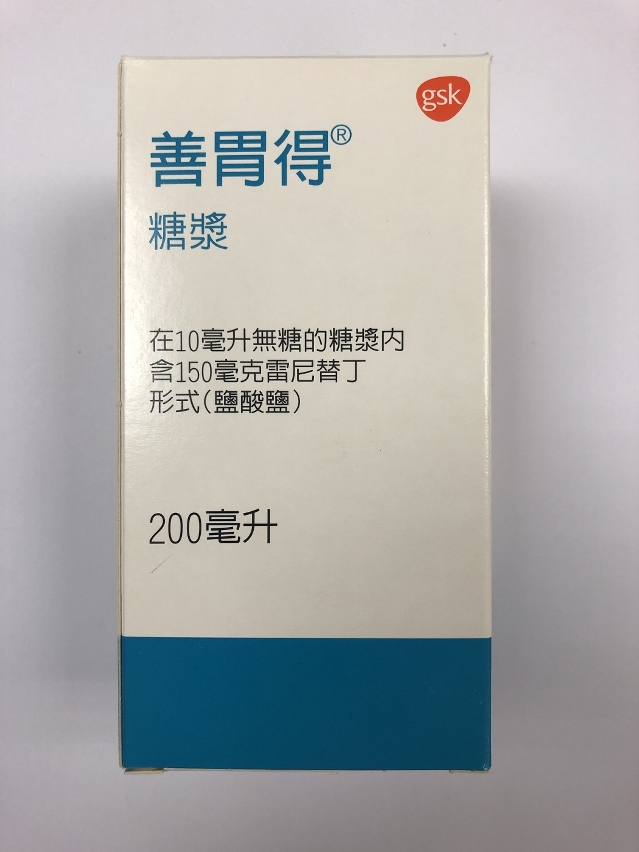 gsk
善胃得®
糖漿
在10毫升無糖的糖漿内
含150毫克雷尼替丁
形式(鹽酸鹽)
200毫升